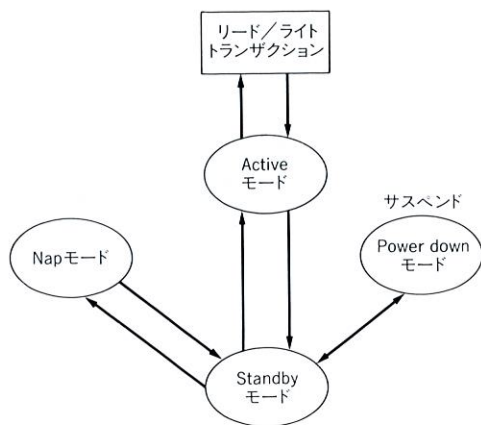 リード／ライト
トランザクション
Active
モード
サスペンド
Power down
モード
Napモード
Standby
モード